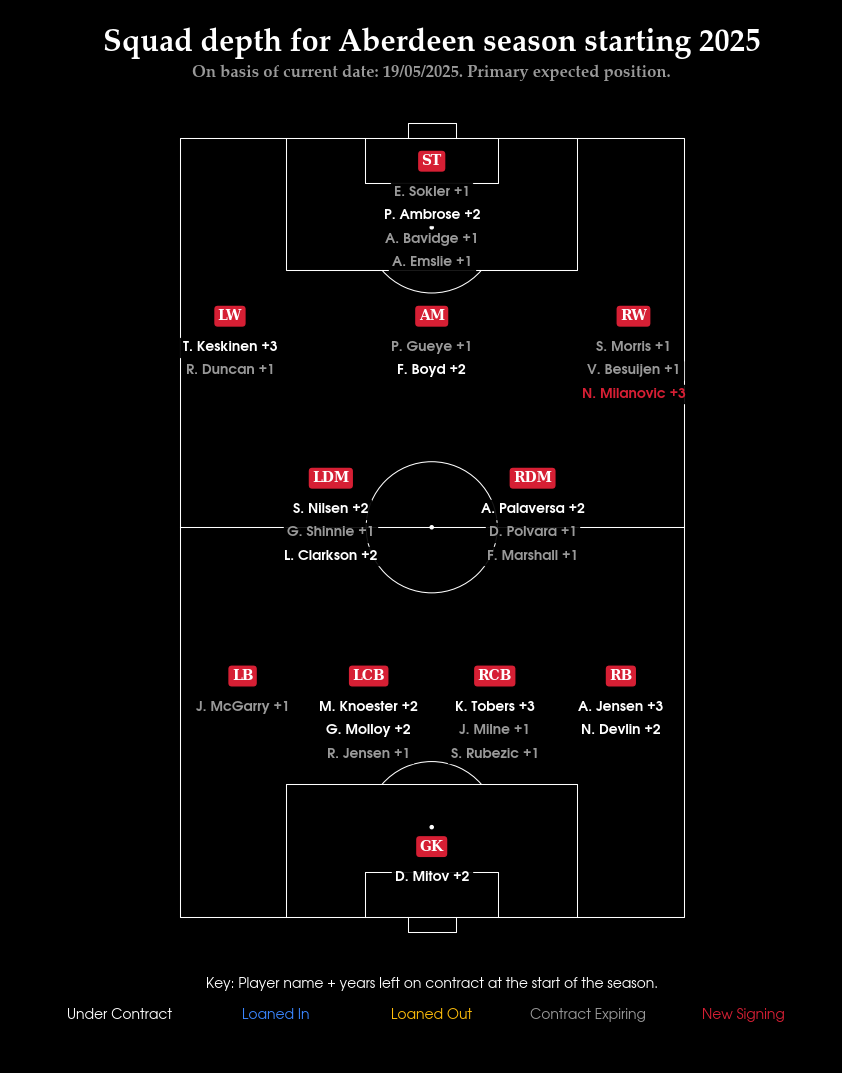 Squad depth for Aberdeen season starting 2025
On basis of current date: 19/05/2025. Primary expected position.
ST
E. Sokler +1
P. Ambrose +2
A. Bavidge +1
A. Emslie +1
LW
T. Keskinen +3
R. Duncan +1
AM
P. Gueye +1
F. Boyd +2
RW
S. Morris +1
V. Besuijen +1
N. Milanovic +3
LDM
S. Nilsen +2
G. Shinnie +1
L. Clarkson +2
RDM
A. Palaversa +2
D. Polvara +1
F. Marshall +1
LB
J. McGarry +1
LCB
M. Knoester +2
G. Molloy +2
R. Jensen +1
RCB
K. Tobers +3
J. Milne +1
S. Rubezic +1
RB
A. Jensen +3
N. Devlin +2
GK
D. Mitov +2
Key: Player name + years left on contract at the start of the season.
Under Contract Loaned In Loaned Out Contract Expiring New Signing